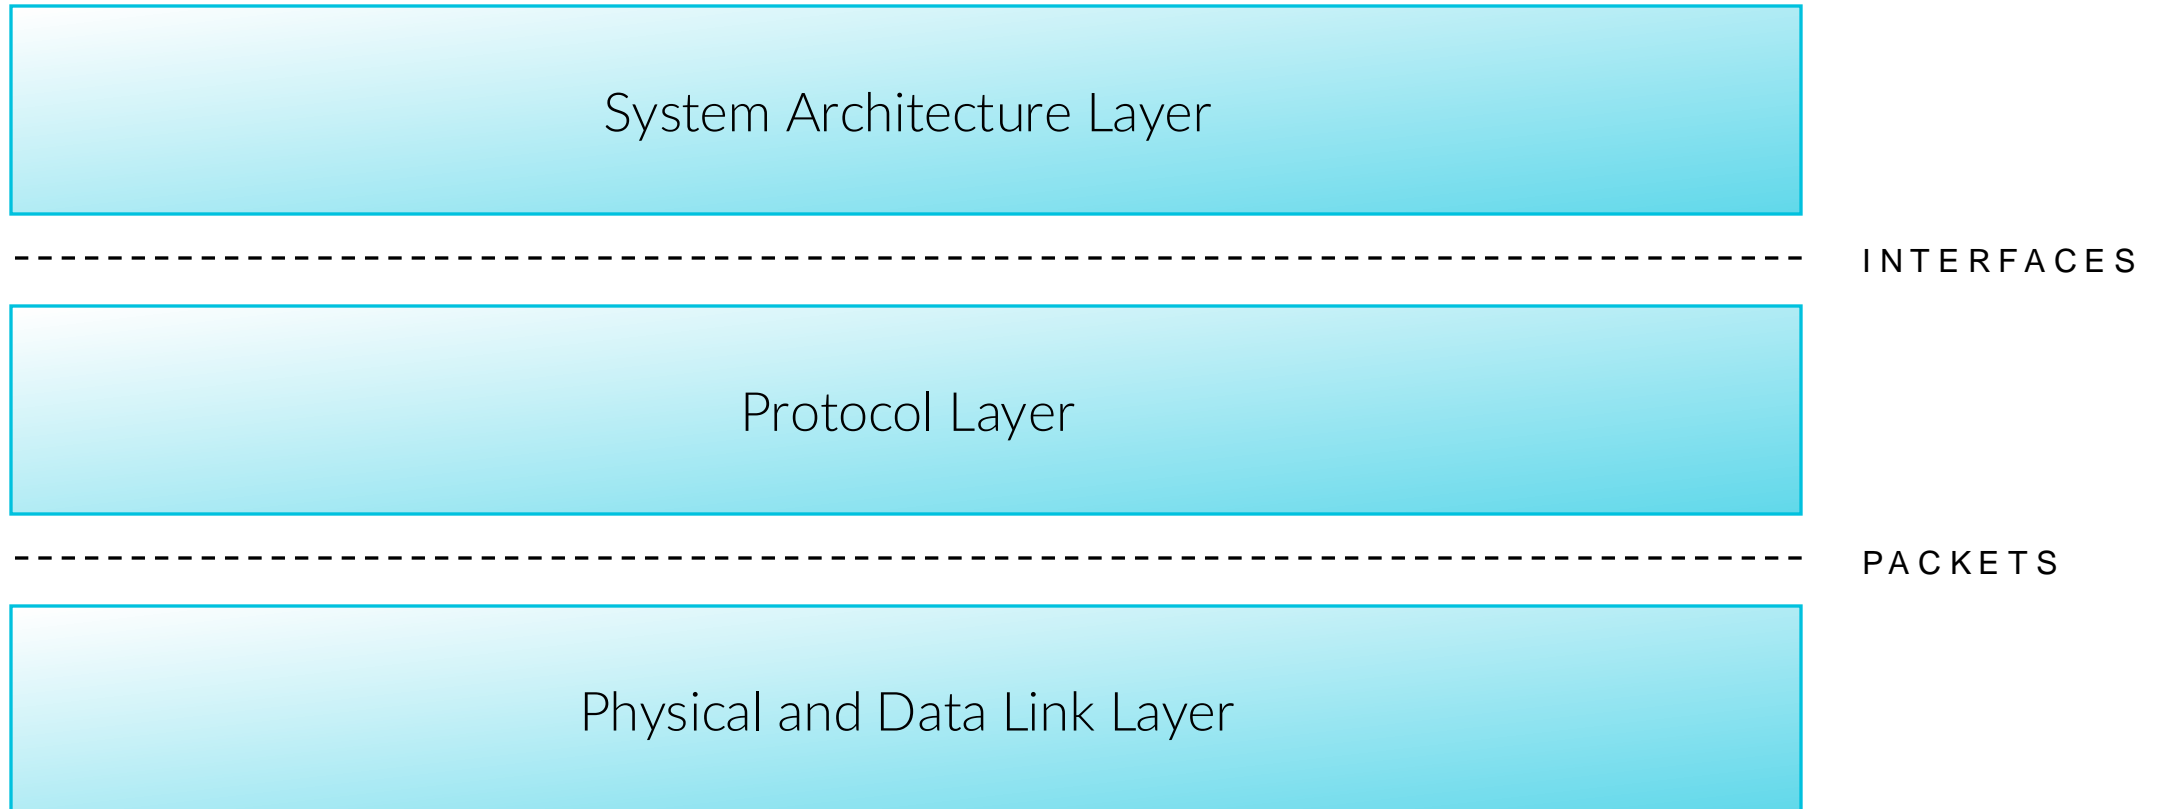 System Architecture Layer
INTERFACES
Protocol Layer
PACKETS
Physical and Data Link Layer